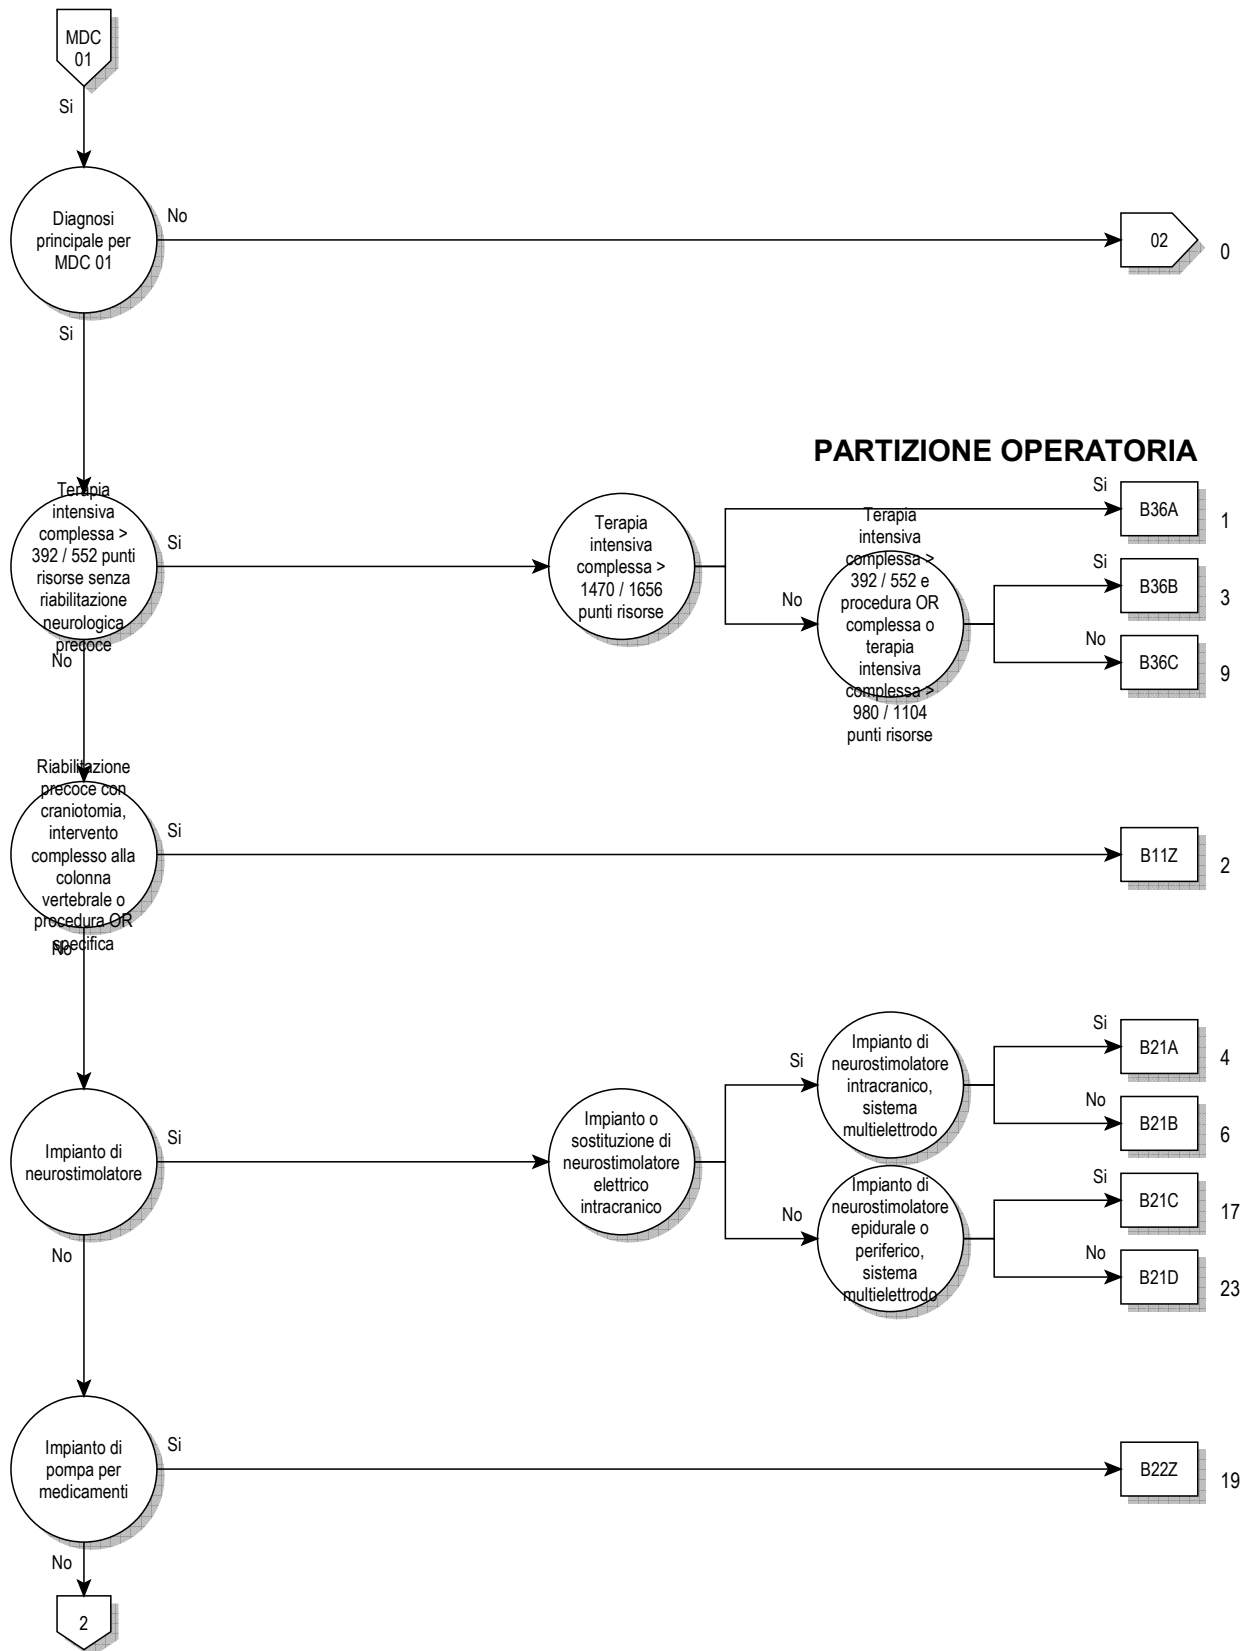 MDC
01
Si
Diagnosi
principale per
MDC 01
No
02
0
Si
PARTIZIONE OPERATORIA
Terapia
intensiva
complessa >
392 / 552 punti
risorse senza
riabilitazione
neurologica
precoce
Si
Terapia
intensiva
complessa >
1470 / 1656
punti risorse
Si
B36A
1
No
Terapia
intensiva
complessa >
392 / 552 e
procedura OR
complessa o
terapia
intensiva
complessa >
980 / 1104
punti risorse
Si
B36B
3
No
B36C
9
No
Riabilitazione
precoce con
craniotomia,
intervento
complesso alla
colonna
vertebrale o
procedura OR
specifica
Si
B11Z
2
No
Impianto di
neurostimolatore
Si
Impianto o
sostituzione di
neurostimolatore
elettrico
intracranico
Si
Impianto di
neurostimolatore
intracranico,
sistema
multielettrodo
Si
B21A
4
No
B21B
6
No
Impianto di
neurostimolatore
epidurale o
periferico,
sistema
multielettrodo
Si
B21C
17
No
B21D
23
No
Impianto di
pompa per
medicamenti
Si
B22Z
19
No
2